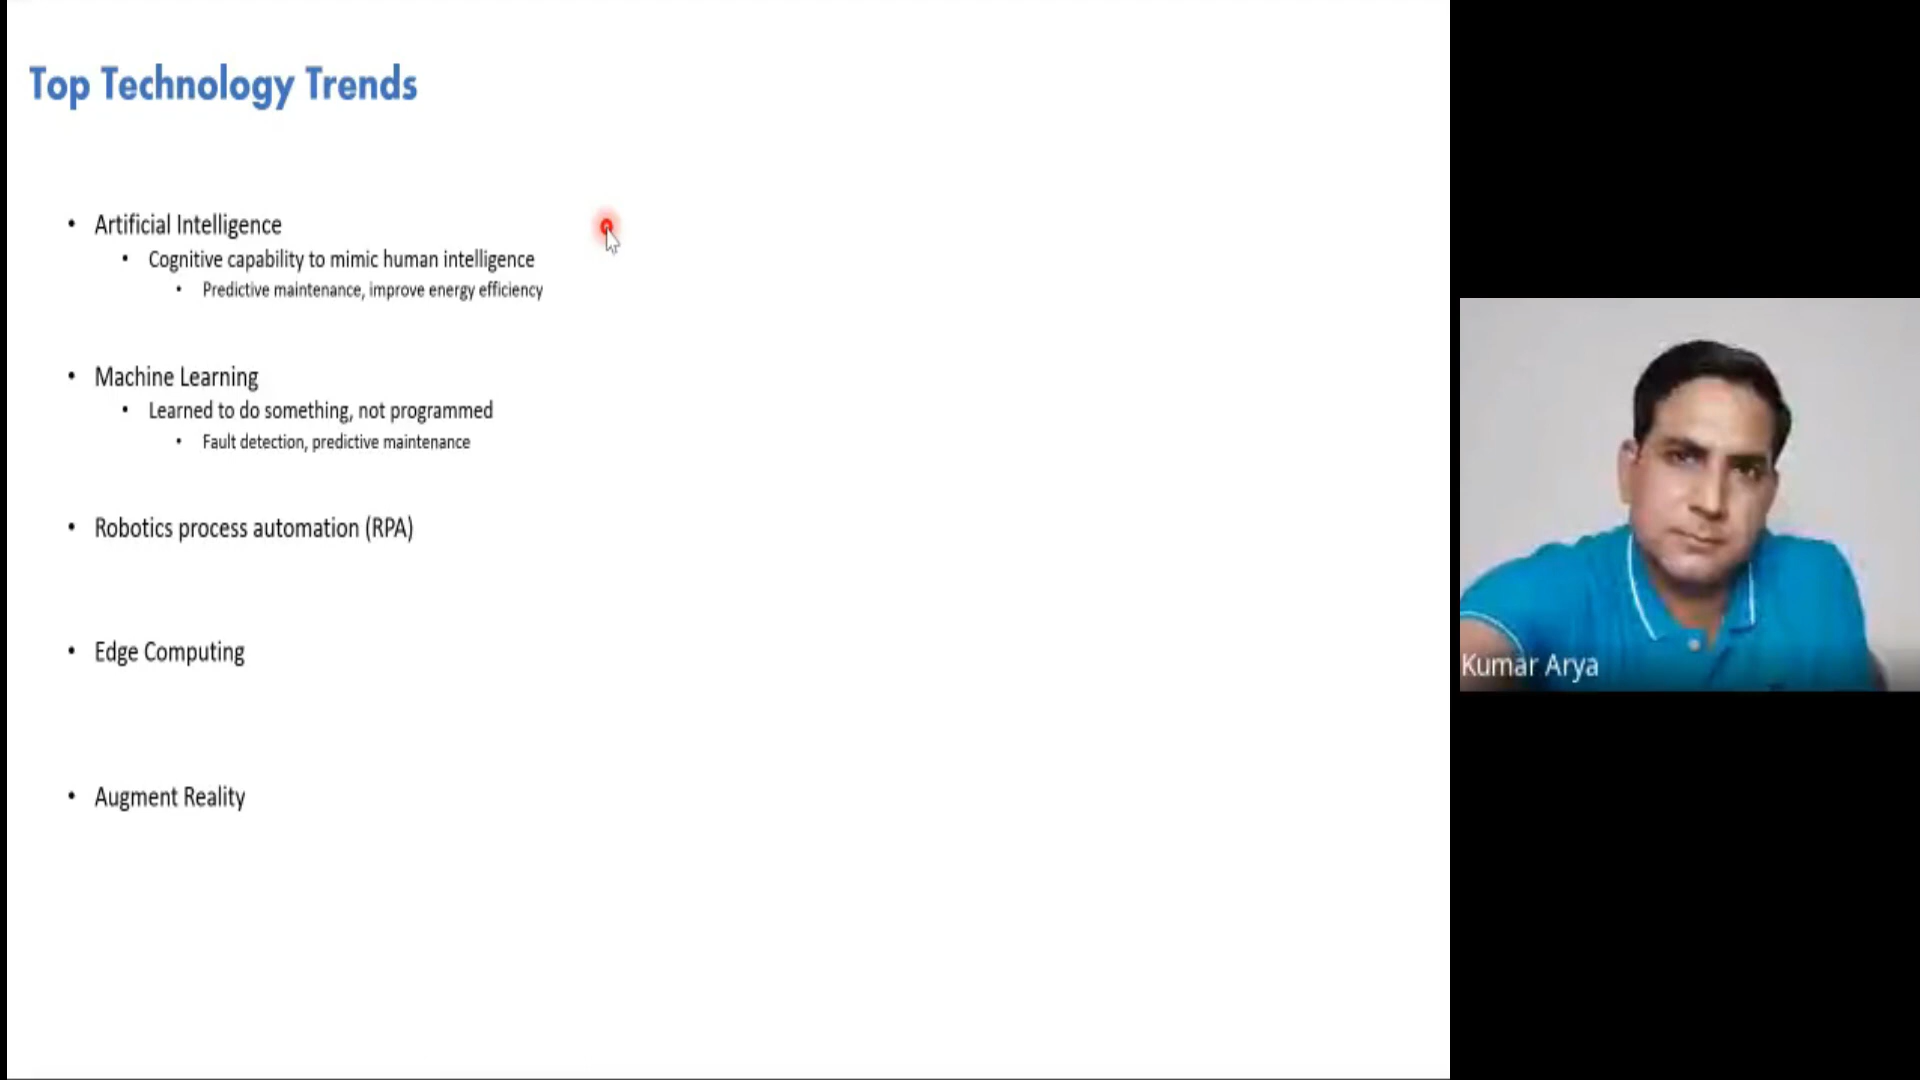 Top Technology Trends
• Artificial Intelligence
• Cognitive capability to mimic human intelligence
• Predictive maintenance, improve energy efficiency
• Machine Learning
• Learned to do something, not programmed
• Fault detection, predictive maintenance
• Robotics process automation (RPA)
• Edge Computing
• Augment Reality
Kumar Arya